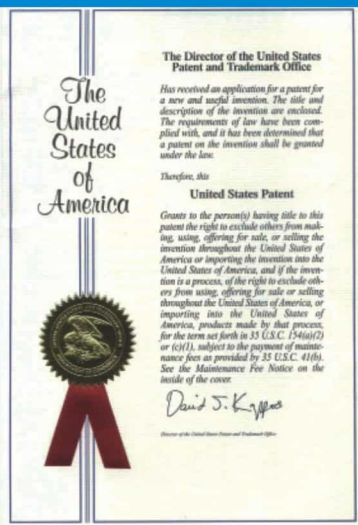 The
United
States
of
America
The Director of the United States
Patent and Trademark Office
Has received an application for a patent for
a new and useful invention. The title and
description of the invention are enclosed.
The requirements of law have been com-
plied with, and it has been determined that
a patent on the invention shall be granted
under the law.
Therefore, this
United States Patent
Grants to the person(s) having title to this
patent the right to exclude others from mak-
ing, using, offering for sale, or selling the
invention throughout the United States of
America or importing the invention into the
United States of America, and if the inven-
tion is a process, of the right to exclude oth-
ers from using, offering for sale or selling
throughout the United States of America, or
importing into the United States of
America, products made by that process,
for the term set forth in 35 U.S.C. 154(a)(2)
or (c)(1), subject to the payment of mainte-
nance fees as provided by 35 U.S.C. 41(b).
See the Maintenance Fee Notice on the
inside of the cover.
David J. Kappos
Director of the United States Patent and Trademark Office